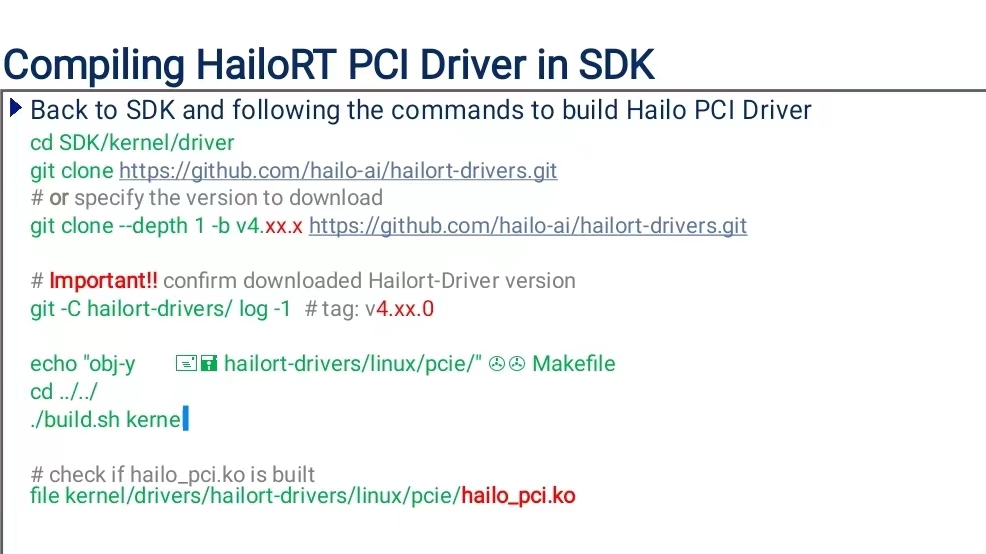 Compiling HailoRT PCI Driver in SDK
Back to SDK and following the commands to build Hailo PCI Driver
cd SDK/kernel/driver
git clone https://github.com/hailo-ai/hailort-drivers.git
# or specify the version to download
git clone --depth 1 -b v4.xx.x https://github.com/hailo-ai/hailort-drivers.git
# Important!! confirm downloaded Hailort-Driver version
git -C hailort-drivers/ log -1 # tag: v4.xx.0
echo "obj-y 🖃🖬 hailort-drivers/linux/pcie/" ✇✇ Makefile
cd ../../
./build.sh kerne
# check if hailo_pci.ko is built
file kernel/drivers/hailort-drivers/linux/pcie/hailo_pci.ko